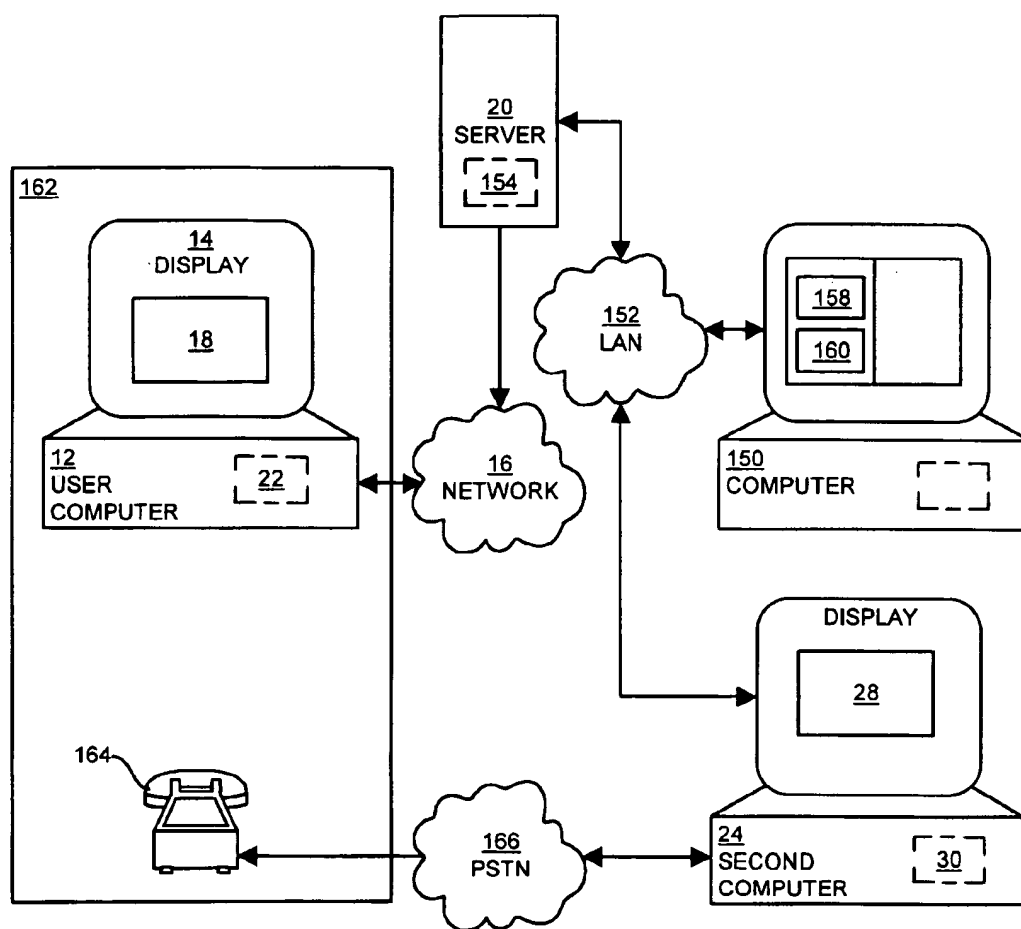 20
SERVER
154
162
14
DISPLAY
18
12
USER
COMPUTER
22
16
NETWORK
152
LAN
158
160
150
COMPUTER
DISPLAY
28
164
166
PSTN
24
SECOND
COMPUTER
30